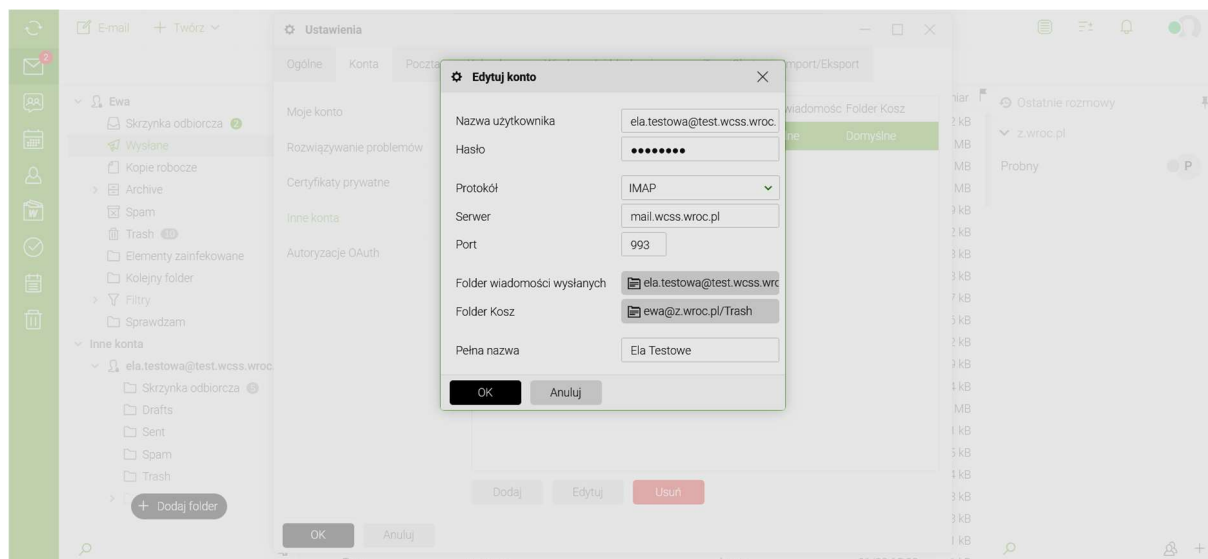 E-mail
+ Twórz
Ustawienia
2
Ogólne Konta Poczta
Import/Eksport
Edytuj konto
Nazwa użytkownika ela.testowa@test.wcss.wroc.
Hasło ●●●●●●●●
Protokół IMAP
Serwer mail.wcss.wroc.pl
Port 993
Folder wiadomości wysłanych ela.testowa@test.wcss.wrc
Folder Kosz ewa@z.wroc.pl/Trash
Pełna nazwa Ela Testowe
OK Anuluj
Moje konto
Rozwiązywanie problemów
Certyfikaty prywatne
Inne konta
Autoryzacje OAuth
Folder Kosz
Domyślne
Dodaj Edytuj Usuń
OK Anuluj
Ewa
Skrzynka odbiorcza 2
Wysłane
Kopie robocze
Archive
Spam
Trash
Elementy zainfekowane
Kolejny folder
Filtry
Sprawdzam
Inne konta
ela.testowa@test.wcss.wroc
Skrzynka odbiorcza 5
Drafts
Sent
Spam
Trash
+ Dodaj folder
Ostatnie rozmowy
z.wroc.pl
Probny P